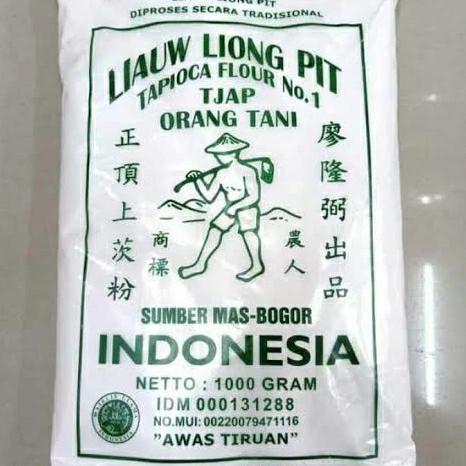 LIONG PIT
DIPROSES SECARA TRADISIONAL
LIAUW LIONG PIT
TAPIOCA FLOUR No.1
TJAP
ORANG TANI
正頂上茨粉
商標
農人
廖隆弼出品
SUMBER MAS-BOGOR
INDONESIA
NETTO : 1000 GRAM
IDM 000131288
NO.MUI: 00220079471116
"AWAS TIRUAN"